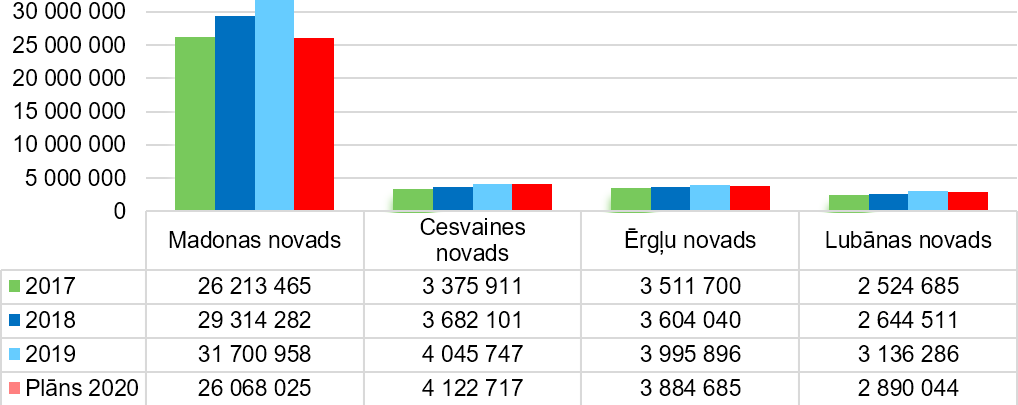 30 000 000
25 000 000
20 000 000
15 000 000
10 000 000
5 000 000
0
Madonas novads
Cesvaines
novads
Ērgļu novads
Lubānas novads
2017 26 213 465 3 375 911 3 511 700 2 524 685
2018 29 314 282 3 682 101 3 604 040 2 644 511
2019 31 700 958 4 045 747 3 995 896 3 136 286
Plāns 2020 26 068 025 4 122 717 3 884 685 2 890 044